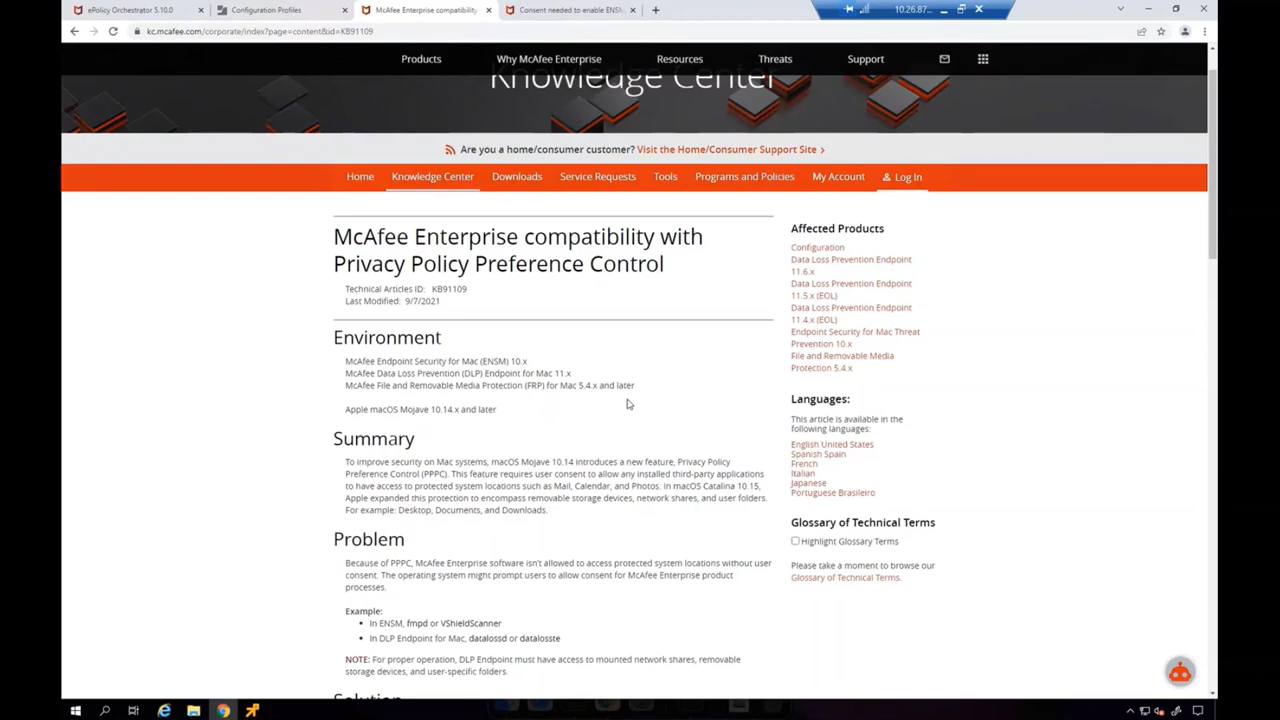 ePolicy Orchestrator 5.10.0
Configuration Profiles
McAfee Enterprise compatibility
Consent needed to enable ENSM
10.26.87.
kc.mcafee.com/corporate/index?page=content&id=KB91109
Products
Why McAfee Enterprise
Resources
Threats
Support
Knowledge Center
Are you a home/consumer customer? Visit the Home/Consumer Support Site >
Home
Knowledge Center
Downloads
Service Requests
Tools
Programs and Policies
My Account
Log In
McAfee Enterprise compatibility with
Privacy Policy Preference Control
Technical Articles ID: KB91109
Last Modified: 9/7/2021
Environment
McAfee Endpoint Security for Mac (ENSM) 10.x
McAfee Data Loss Prevention (DLP) Endpoint for Mac 11.x
McAfee File and Removable Media Protection (FRP) for Mac 5.4.x and later
Apple macOS Mojave 10.14.x and later
Summary
To improve security on Mac systems, macOS Mojave 10.14 introduces a new feature, Privacy Policy
Preference Control (PPPC). This feature requires user consent to allow any installed third-party applications
to have access to protected system locations such as Mail, Calendar, and Photos. In macOS Catalina 10.15,
Apple expanded this protection to encompass removable storage devices, network shares, and user folders.
For example: Desktop, Documents, and Downloads.
Problem
Because of PPPC, McAfee Enterprise software isn't allowed to access protected system locations without user
consent. The operating system might prompt users to allow consent for McAfee Enterprise product
processes.
Example:
• In ENSM, fmpd or VShieldScanner
• In DLP Endpoint for Mac, datalossd or datalosste
NOTE: For proper operation, DLP Endpoint must have access to mounted network shares, removable
storage devices, and user-specific folders.
Solution
Affected Products
Configuration
Data Loss Prevention Endpoint
11.6.x
Data Loss Prevention Endpoint
11.5.x (EOL)
Data Loss Prevention Endpoint
11.4.x (EOL)
Endpoint Security for Mac Threat
Prevention 10.x
File and Removable Media
Protection 5.4.x
Languages:
This article is available in the
following languages:
English United States
Spanish Spain
French
Italian
Japanese
Portuguese Brasileiro
Glossary of Technical Terms
Highlight Glossary Terms
Please take a moment to browse our
Glossary of Technical Terms.